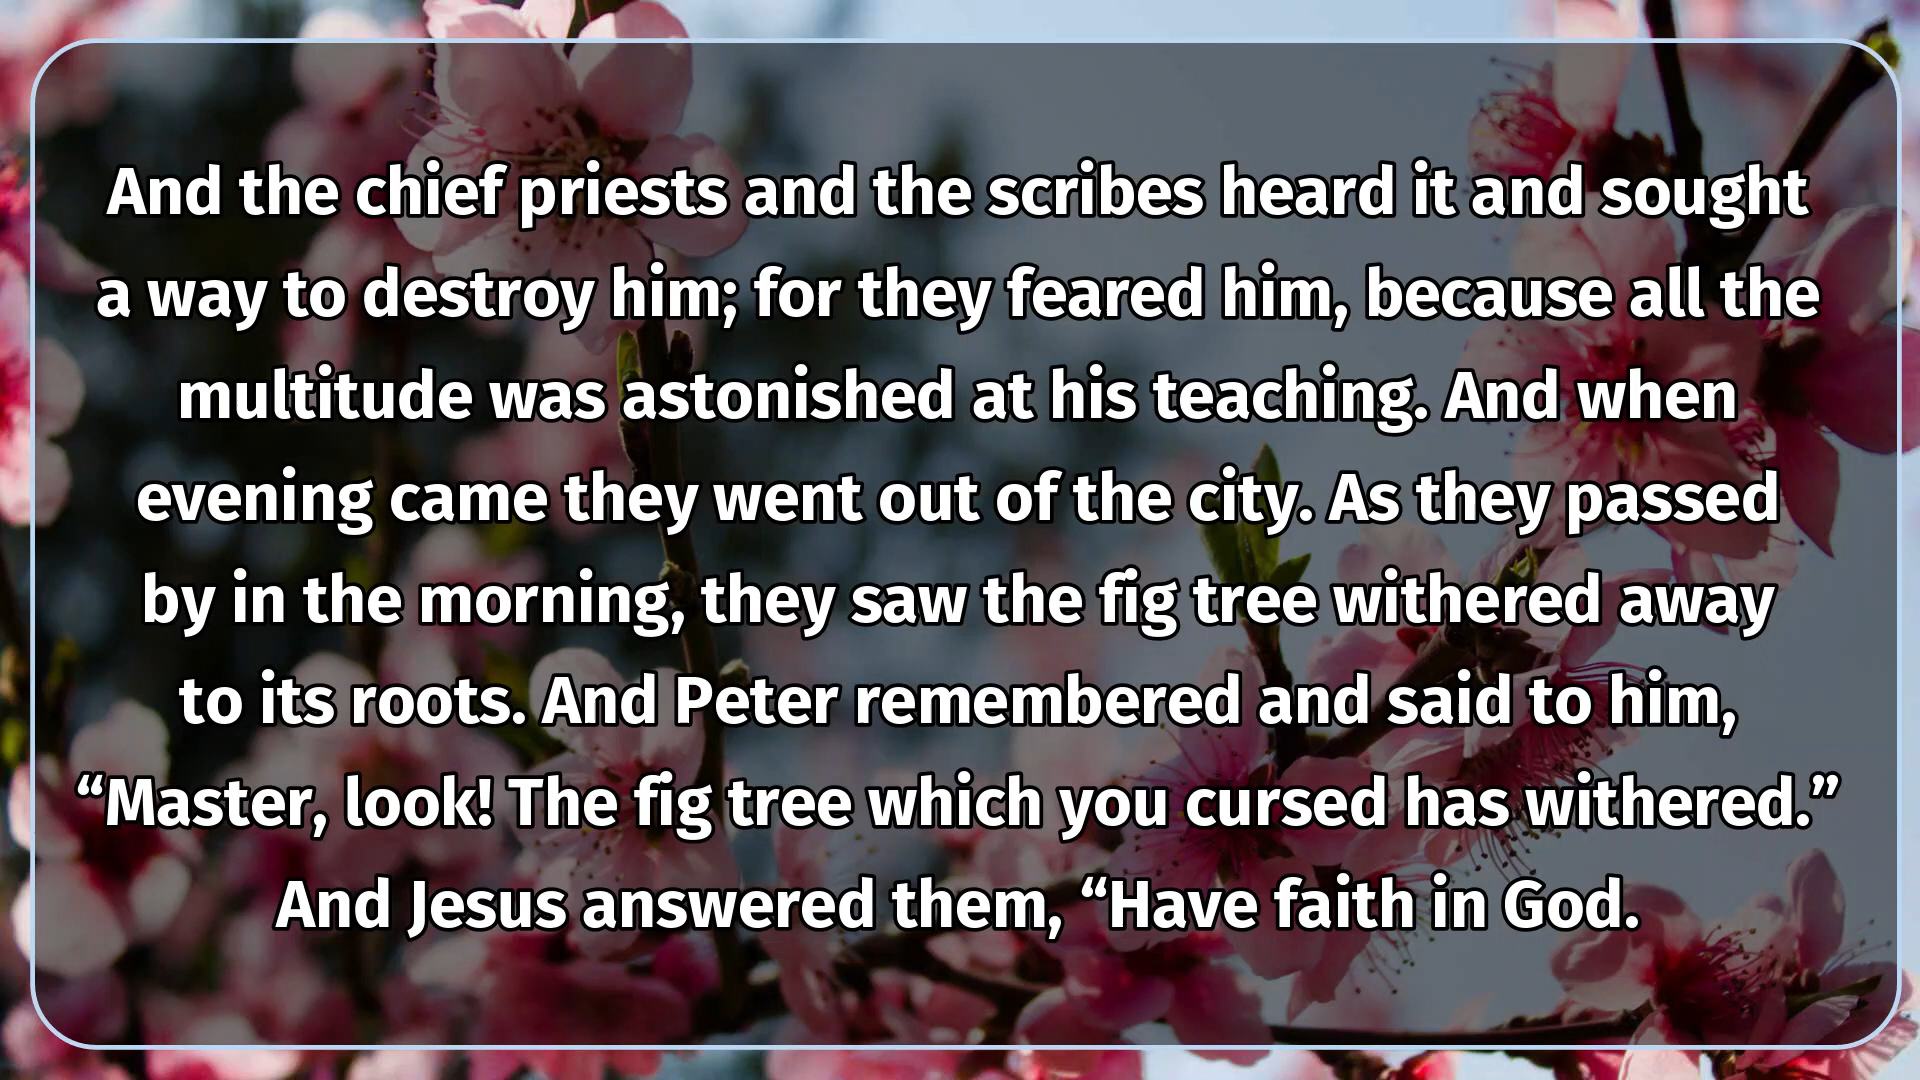 And the chief priests and the scribes heard it and sought
a way to destroy him; for they feared him, because all the
multitude was astonished at his teaching. And when
evening came they went out of the city. As they passed
by in the morning, they saw the fig tree withered away
to its roots. And Peter remembered and said to him,
“Master, look! The fig tree which you cursed has withered.”
And Jesus answered them, “Have faith in God.